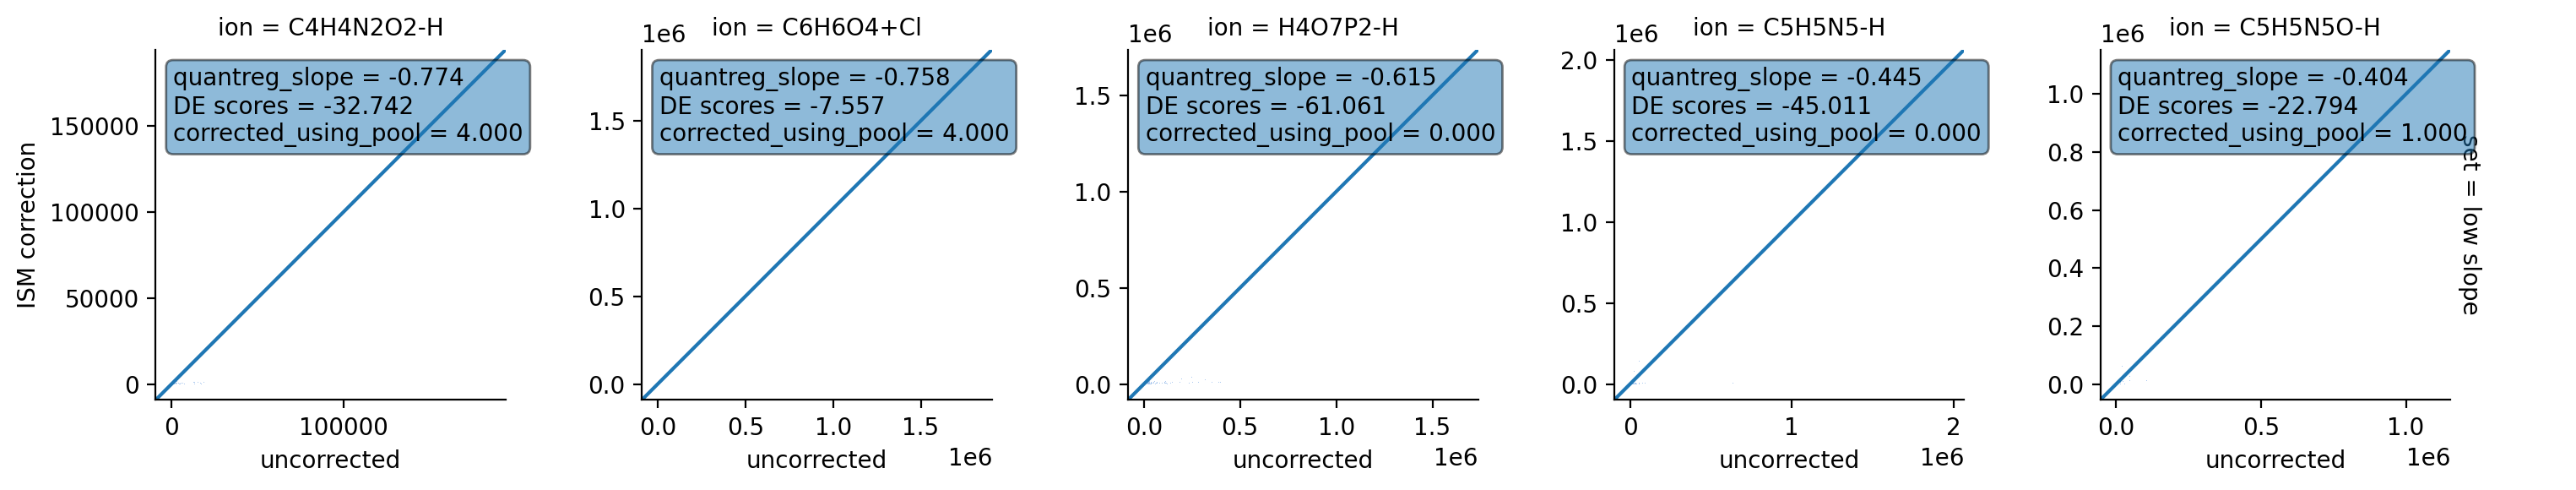 ion = C4H4N2O2-H
quantreg_slope = -0.774
DE scores = -32.742
corrected_using_pool = 4.000
ISM correction
150000
100000
50000
0
0
100000
uncorrected
1e6
ion = C6H6O4+Cl
quantreg_slope = -0.758
DE scores = -7.557
corrected_using_pool = 4.000
1.5
1.0
0.5
0.0
0.0
0.5
1.0
1.5
uncorrected
1e6
1e6
ion = H4O7P2-H
quantreg_slope = -0.615
DE scores = -61.061
corrected_using_pool = 0.000
1.5
1.0
0.5
0.0
0.0
0.5
1.0
1.5
uncorrected
1e6
1e6
ion = C5H5N5-H
quantreg_slope = -0.445
DE scores = -45.011
corrected_using_pool = 0.000
2.0
1.5
1.0
0.5
0.0
0
1
2
uncorrected
1e6
1e6
ion = C5H5N5O-H
quantreg_slope = -0.404
DE scores = -22.794
corrected_using_pool = 1.000
1.0
0.8
0.6
0.4
0.2
0.0
0.0
0.5
1.0
uncorrected
1e6
set = low slope